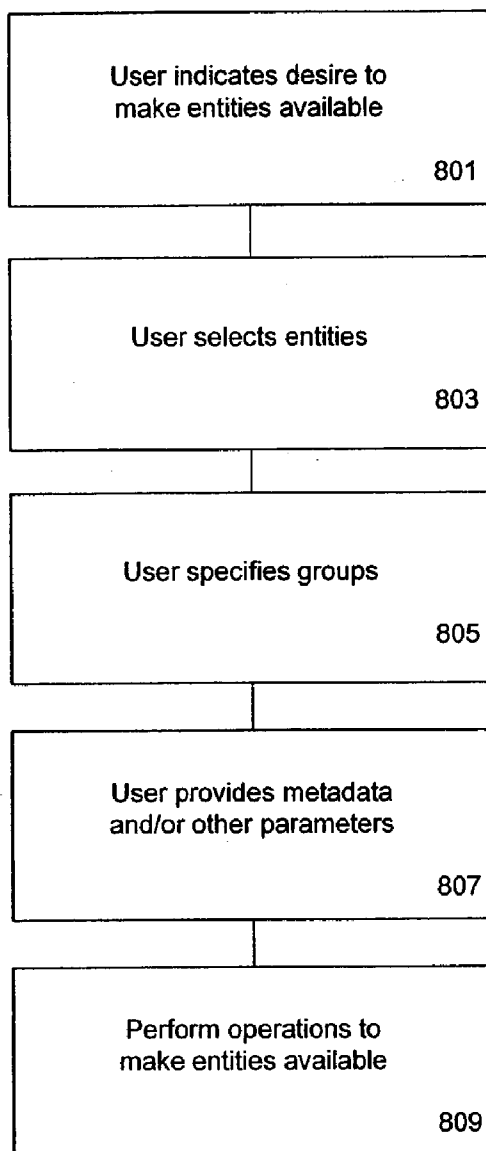 User indicates desire to
make entities available
801
User selects entities
803
User specifies groups
805
User provides metadata
and/or other parameters
807
Perform operations to
make entities available
809